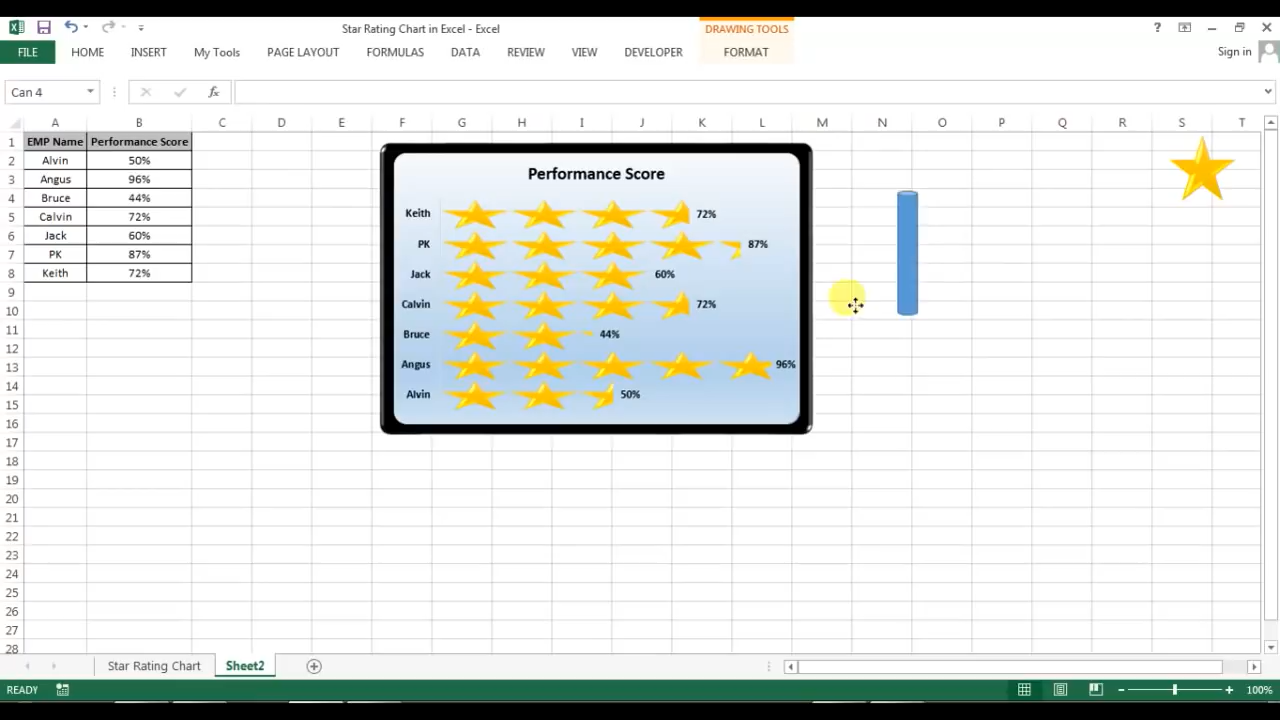 Star Rating Chart in Excel - Excel
DRAWING TOOLS
?
FILE HOME INSERT My Tools PAGE LAYOUT FORMULAS DATA REVIEW VIEW DEVELOPER FORMAT
Sign in
Can 4
fx
A B C D E F G H I J K L M N O P Q R S T
1 EMP Name Performance Score
2 Alvin 50%
3 Angus 96%
4 Bruce 44%
5 Calvin 72%
6 Jack 60%
7 PK 87%
8 Keith 72%
9
10
11
12
13
14
15
16
17
18
19
20
21
22
23
24
25
26
27
28
Performance Score
Keith 72%
PK 87%
Jack 60%
Calvin 72%
Bruce 44%
Angus 96%
Alvin 50%
Star Rating Chart Sheet2
READY
100%